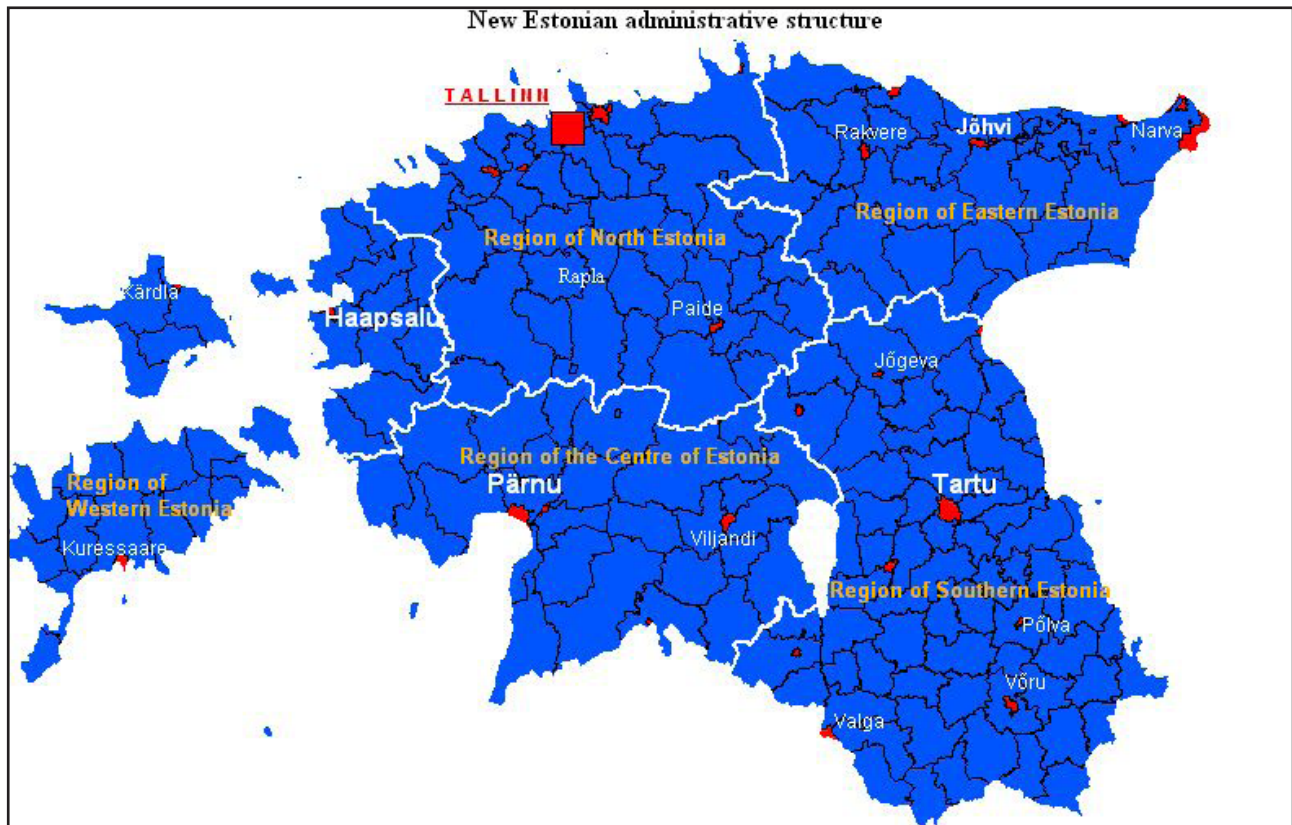 New Estonian administrative structure
TALLINN
Rakvere
Jõhvi
Narva
Region of Eastern Estonia
Region of North Estonia
Rapla
Kärdla
Paide
Haapsalu
Jõgeva
Region of the Centre of Estonia
Pärnu
Tartu
Region of
Western Estonia
Viljandi
Kuressaare
Region of Southern Estonia
Põlva
Võru
Valga